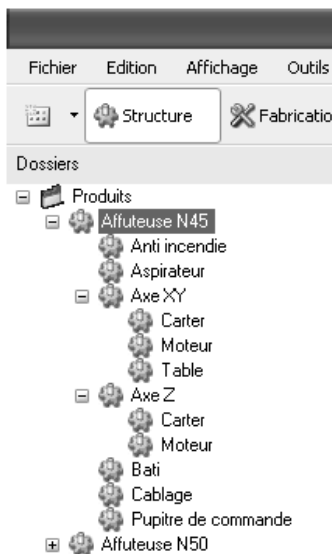 Fichier Edition Affichage Outils
Structure Fabricatio
Dossiers
Produits
Affuteuse N45
Anti incendie
Aspirateur
Axe XY
Carter
Moteur
Table
Axe Z
Carter
Moteur
Bati
Cablage
Pupitre de commande
Affuteuse N50